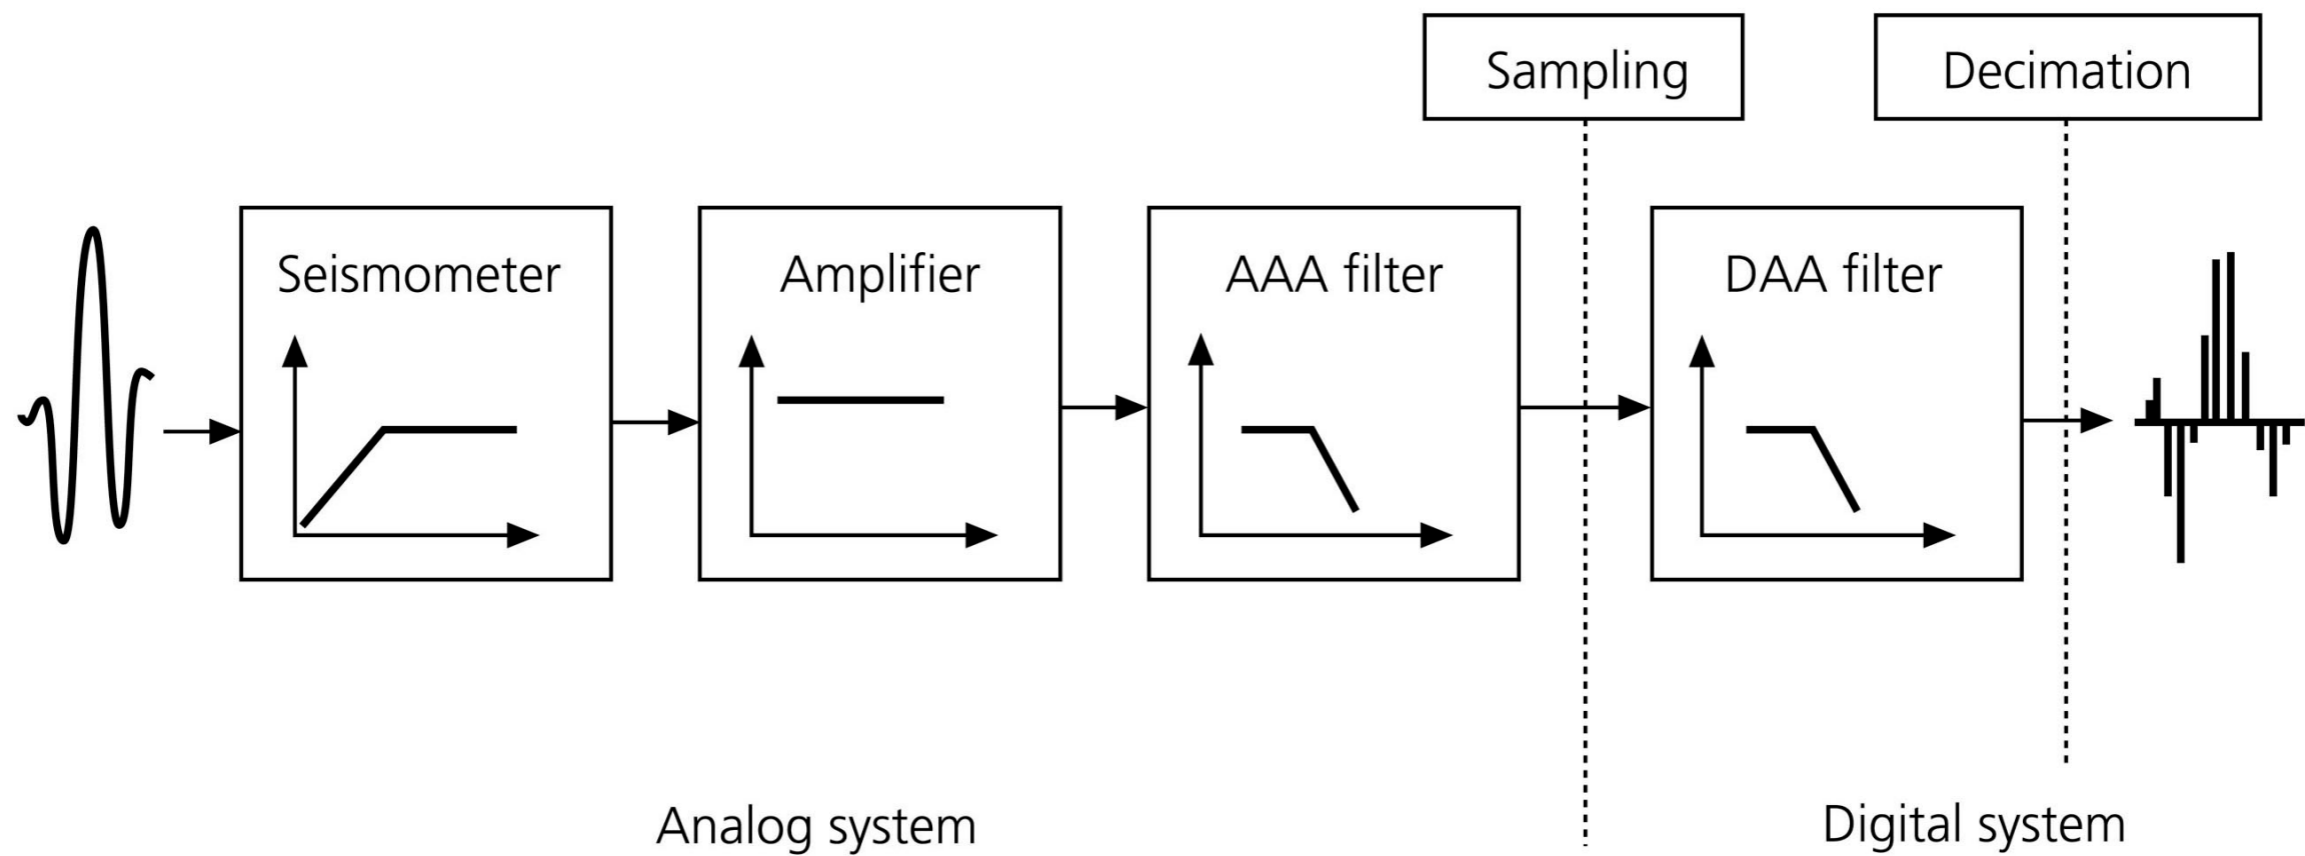 Sampling
Decimation
Seismometer
Amplifier
AAA filter
DAA filter
Analog system
Digital system